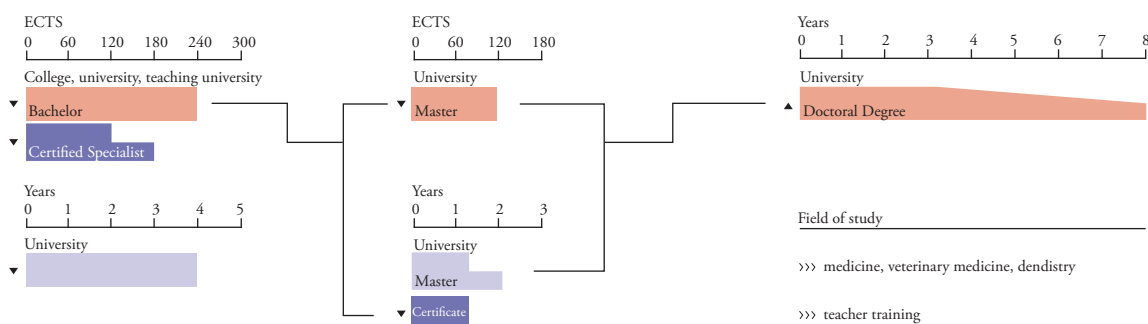 ECTS
0 60 120 180 240 300
College, university, teaching university
Bachelor
Certified Specialist
Years
0 1 2 3 4 5
University
ECTS
0 60 120 180
University
Master
Years
0 1 2 3
University
Master
Certificate
Years
0 1 2 3 4 5 6 7 8
University
Doctoral Degree
Field of study
››› medicine, veterinary medicine, dendistry
››› teacher training